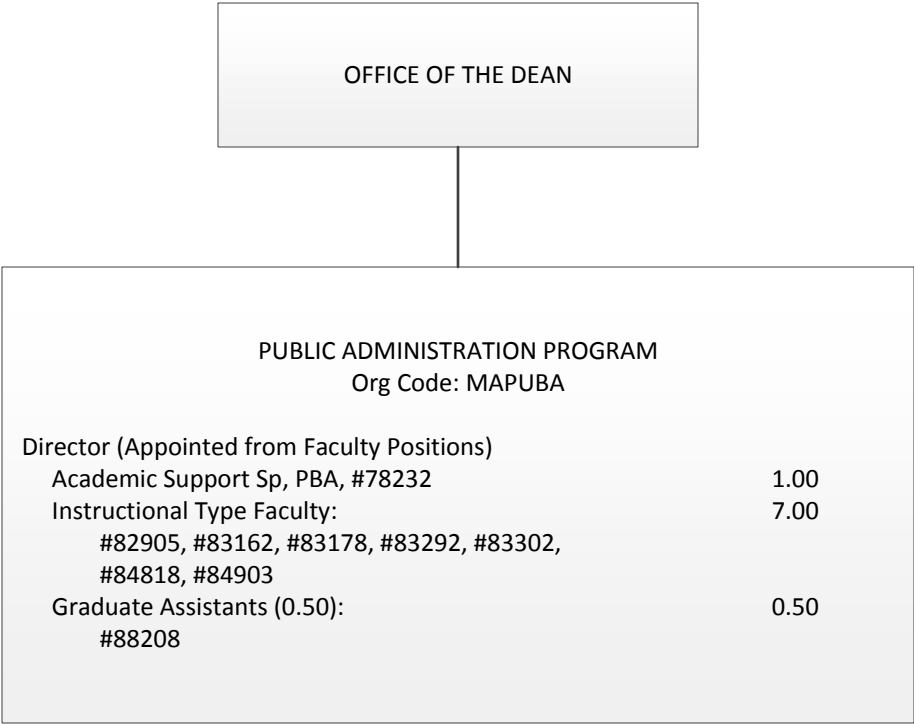 OFFICE OF THE DEAN
PUBLIC ADMINISTRATION PROGRAM
Org Code: MAPUBA
Director (Appointed from Faculty Positions)
Academic Support Sp, PBA, #78232 1.00
Instructional Type Faculty: 7.00
#82905, #83162, #83178, #83292, #83302,
#84818, #84903
Graduate Assistants (0.50): 0.50
#88208